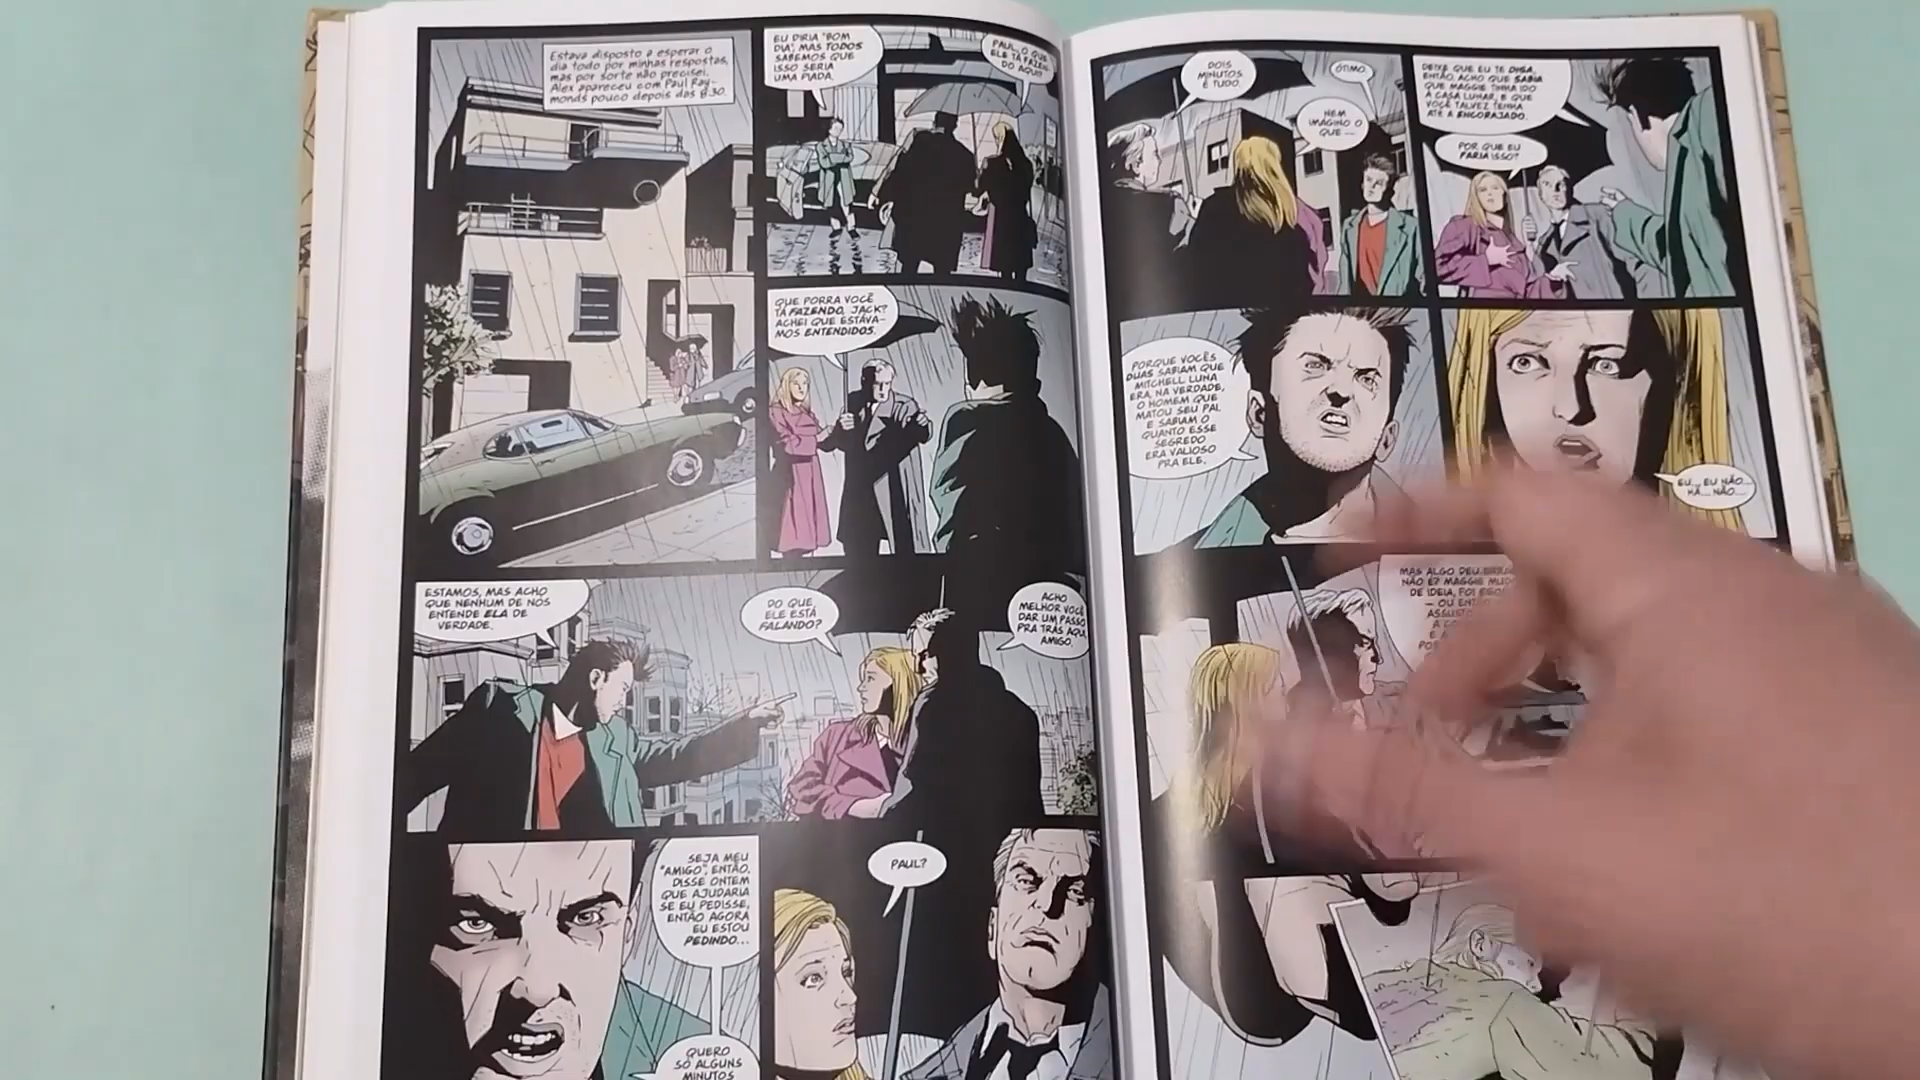 Estava disposto a esperar o
dia todo por minhas respostas,
mas por sorte não precisei.
Alex apareceu com Paul Ray-
monds pouco depois das 8:30.
EU DIRIA "BOM
DIA", MAS TODOS
SABEMOS QUE
ISSO SERIA
UMA PIADA.
PAUL, O QUE
ELE TÁ FAZEN-
DO AQUI?
QUE PORRA VOCÊ
TÁ FAZENDO, JACK?
ACHEI QUE ESTÁVA-
MOS ENTENDIDOS.
ESTAMOS, MAS ACHO
QUE NENHUM DE NÓS
ENTENDE ELA DE
VERDADE.
DO QUE
ELE ESTÁ
FALANDO?
ACHO
MELHOR VOCÊ
DAR UM PASSO
PRA TRÁS AQUI,
AMIGO.
SEJA MEU
"AMIGO", ENTÃO.
DISSE ONTEM
QUE AJUDARIA
SE EU PEDISSE,
ENTÃO AGORA
EU ESTOU
PEDINDO...
QUERO
SÓ ALGUNS
MINUTOS
PAUL?
DOIS
MINUTOS
E TUDO.
ÓTIMO.
NEM
IMAGINO O
QUE —
DEIXE QUE EU TE DIGA,
ENTÃO. ACHO QUE SABIA
QUE MAGGIE TINHA IDO
À CASA LUNAR, E QUE
VOCÊ TALVEZ TENHA
ATÉ A ENCORAJADO.
POR QUE EU
FARIA ISSO?
PORQUE VOCÊS
DUAS SABIAM QUE
MITCHELL LUNA
ERA, NA VERDADE,
O HOMEM QUE
MATOU SEU PAI,
E SABIAM O
QUANTO ESSE
SEGREDO
ERA VALIOSO
PRA ELE.
EU... EU NÃO...
HÁ... NÃO...
MAS ALGO DEU
NÃO É? MAGGIE
DE IDEIA, FOI
— OU